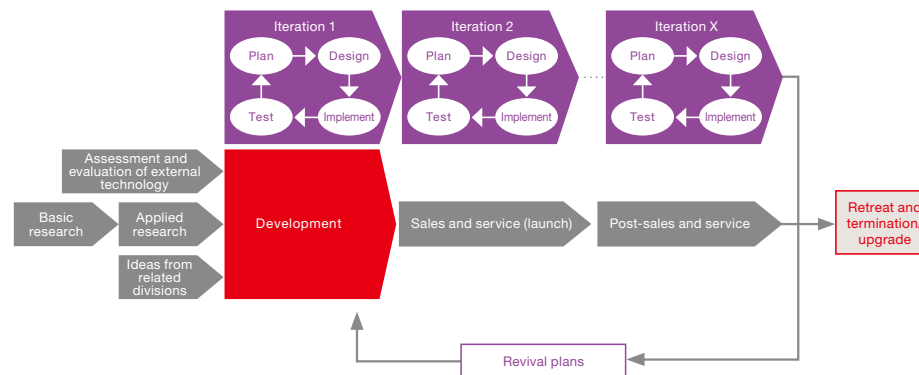 Iteration 1
Plan
Design
Test
Implement
Iteration 2
Plan
Design
Test
Implement
Iteration X
Plan
Design
Test
Implement
Assessment and
evaluation of external
technology
Basic
research
Applied
research
Ideas from
related
divisions
Development
Sales and service (launch)
Post-sales and service
Retreat and
termination/
upgrade
Revival plans